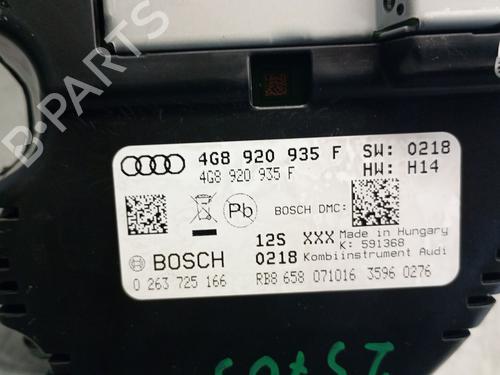 B-PARTS
4G8 920 935 F SW: 0218
4G8 920 935 F HW: H14
Pb
BOSCH DMC:
12S XXX Made in Hungary
K: 591368
BOSCH 0218 Kombiinstrument Audi
0 263 725 166 RB8 658 071016 3596 0276